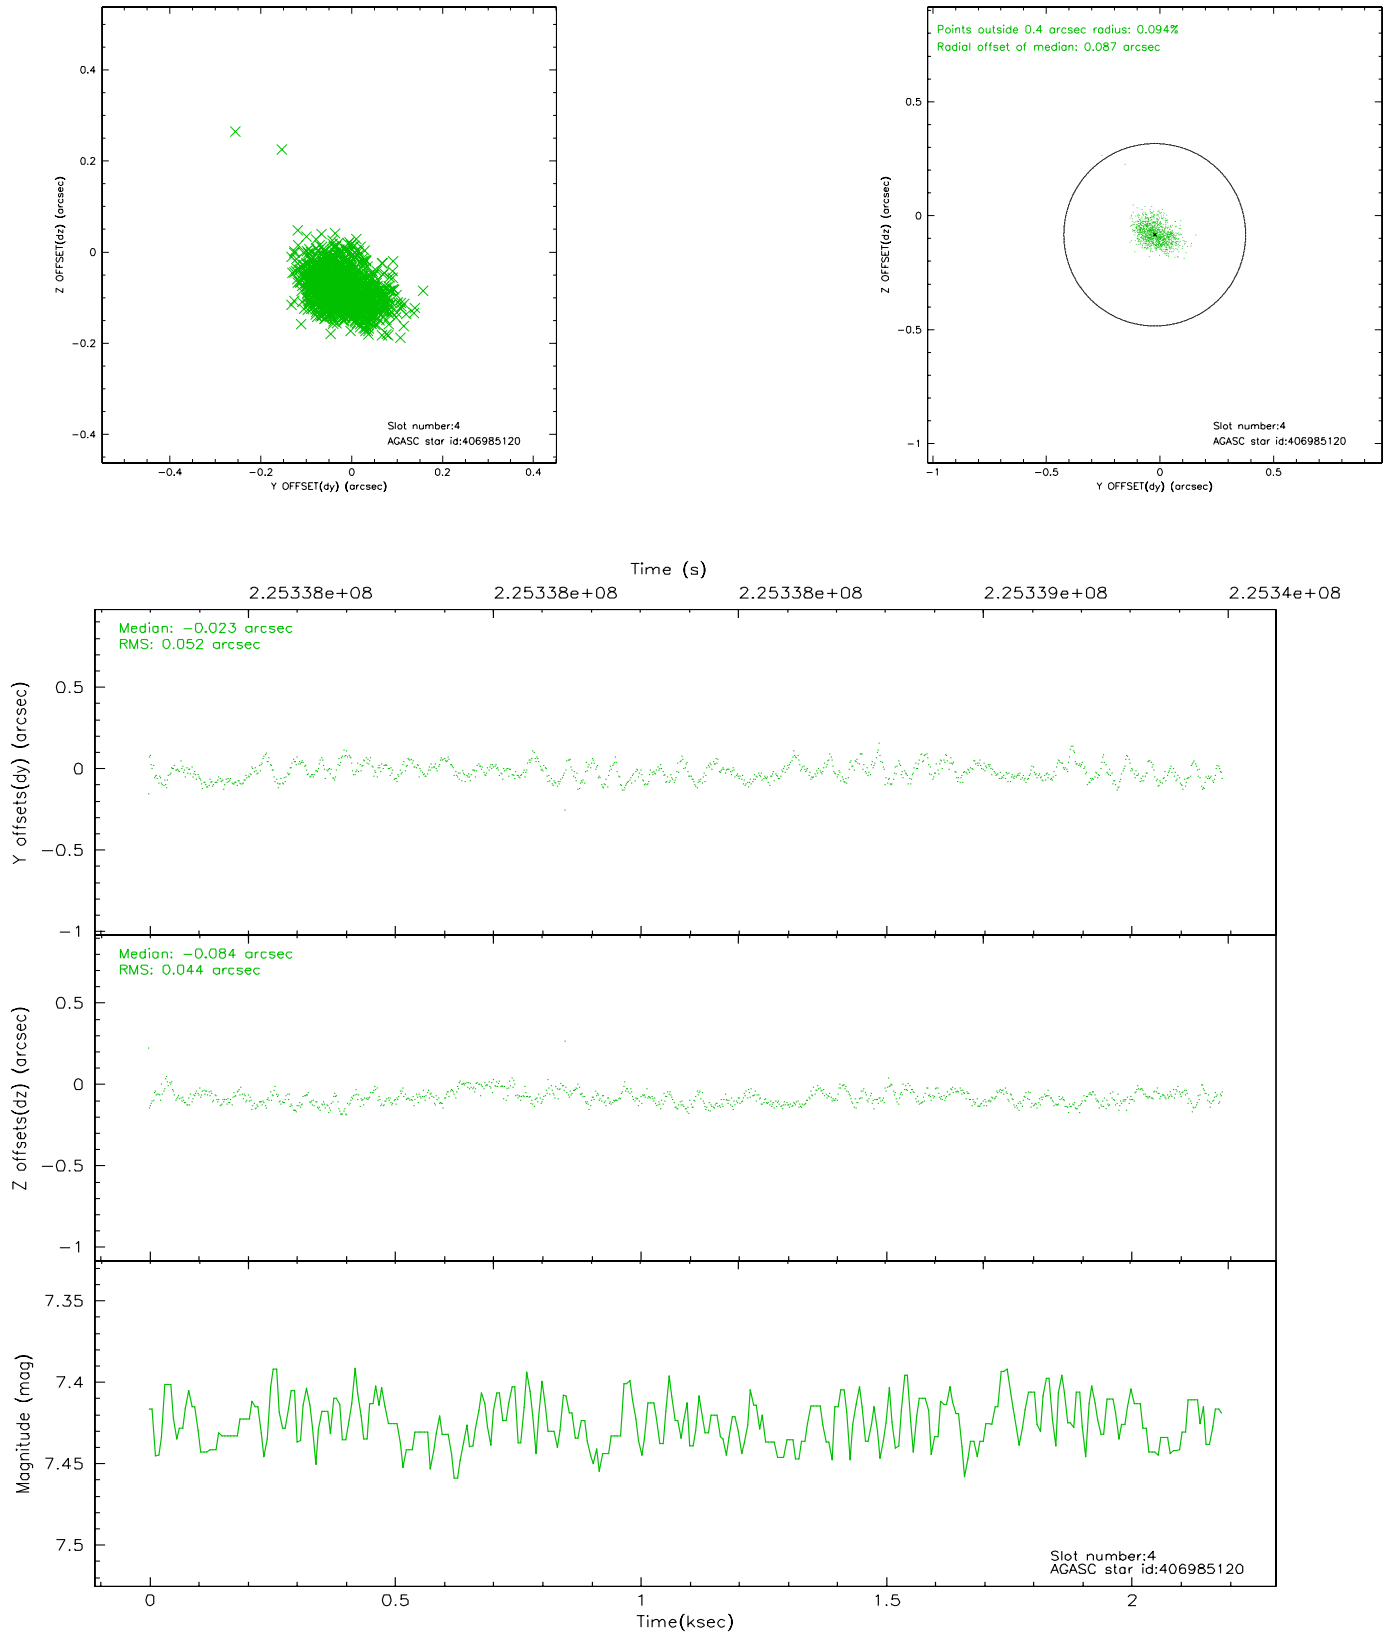 0.4
0.2
0
-0.2
-0.4
Z OFFSET(dz) (arcsec)
-0.4
-0.2
0
0.2
0.4
Y OFFSET(dy) (arcsec)
Slot number:4
AGASC star id:406985120
Points outside 0.4 arcsec radius: 0.094%
Radial offset of median: 0.087 arcsec
0.5
0
-0.5
-1
Z OFFSET(dz) (arcsec)
-1
-0.5
0
0.5
Y OFFSET(dy) (arcsec)
Slot number:4
AGASC star id:406985120
Time (s)
2.25338e+08
2.25338e+08
2.25338e+08
2.25339e+08
2.2534e+08
Median: -0.023 arcsec
RMS: 0.052 arcsec
0.5
0
-0.5
-1
Y offsets(dy) (arcsec)
Median: -0.084 arcsec
RMS: 0.044 arcsec
0.5
0
-0.5
-1
Z offsets(dz) (arcsec)
7.35
7.4
7.45
7.5
Magnitude (mag)
Slot number:4
AGASC star id:406985120
0
0.5
1
1.5
2
Time(ksec)